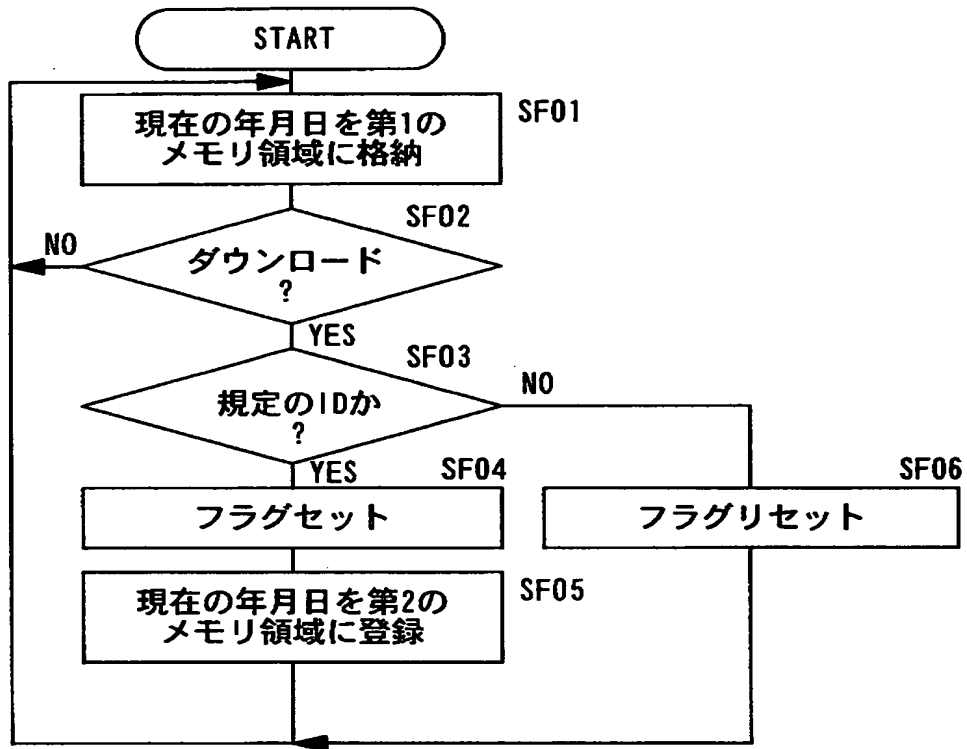 START
現在の年月日を第1の
メモリ領域に格納
SF01
SF02
NO
ダウンロード
?
YES
SF03
NO
規定のIDか
?
YES
SF04
SF06
フラグセット
フラグリセット
現在の年月日を第2の
メモリ領域に登録
SF05